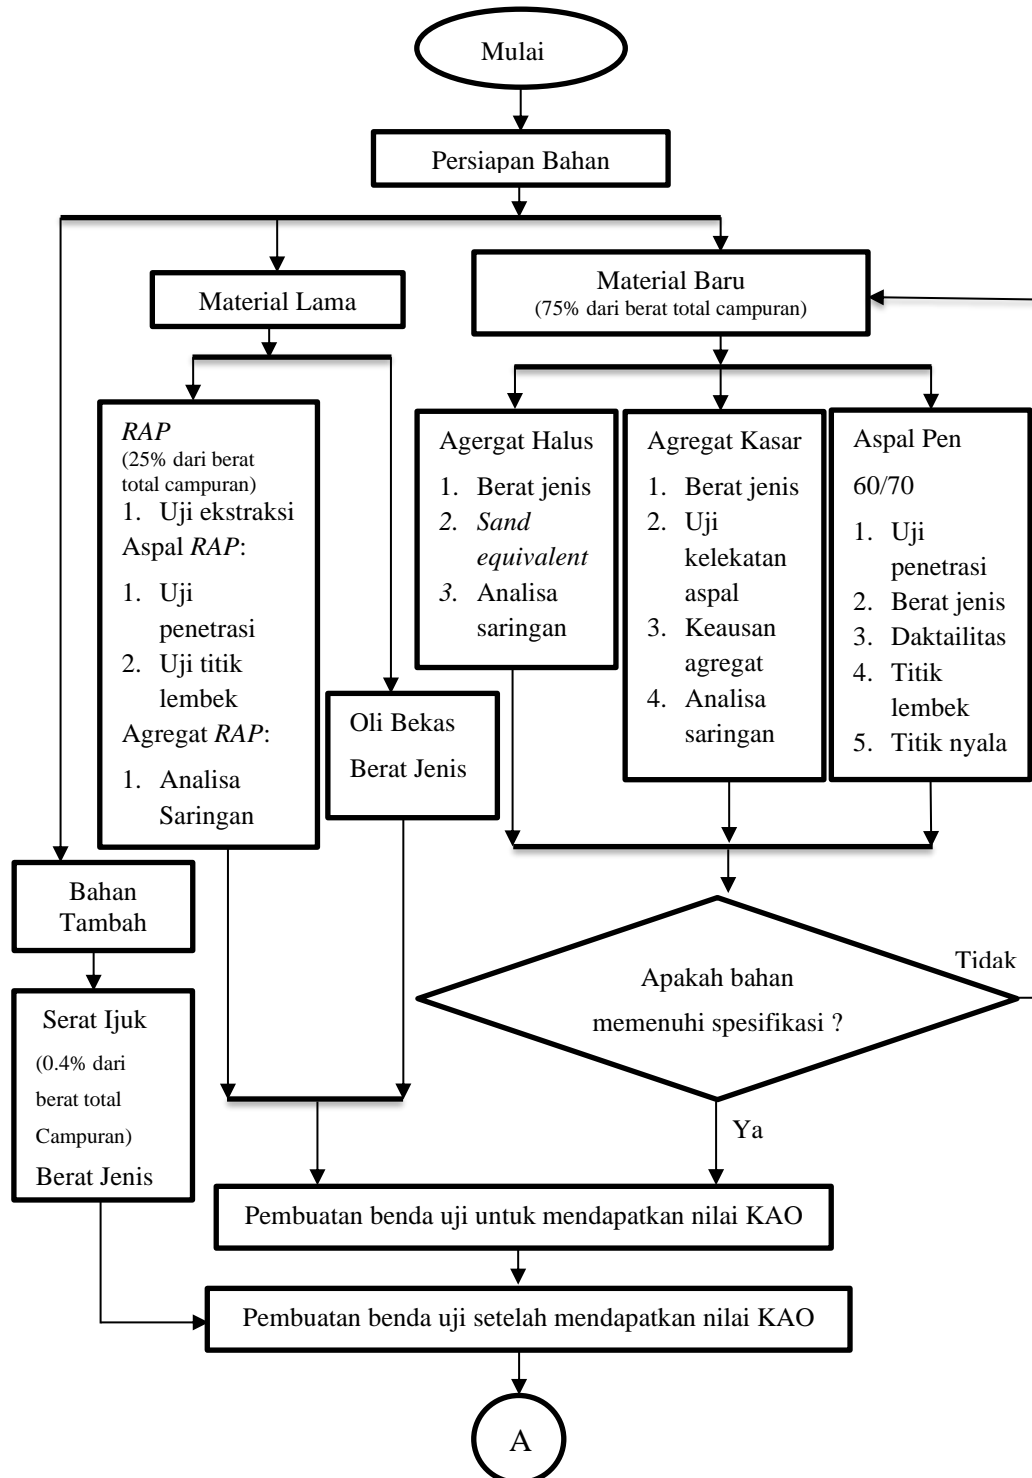 Mulai
Persiapan Bahan
Material Lama
Material Baru
(75% dari berat total campuran)
RAP
(25% dari berat
total campuran)
1. Uji ekstraksi
Aspal RAP:
1. Uji
penetrasi
2. Uji titik
lembek
Agregat RAP:
1. Analisa
Saringan
Oli Bekas
Berat Jenis
Agergat Halus
1. Berat jenis
2. Sand
equivalent
3. Analisa
saringan
Agregat Kasar
1. Berat jenis
2. Uji
kelekatan
aspal
3. Keausan
agregat
4. Analisa
saringan
Aspal Pen
60/70
1. Uji
penetrasi
2. Berat jenis
3. Daktailitas
4. Titik
lembek
5. Titik nyala
Bahan
Tambah
Serat Ijuk
(0.4% dari
berat total
Campuran)
Berat Jenis
Apakah bahan
memenuhi spesifikasi ?
Tidak
Ya
Pembuatan benda uji untuk mendapatkan nilai KAO
Pembuatan benda uji setelah mendapatkan nilai KAO
A